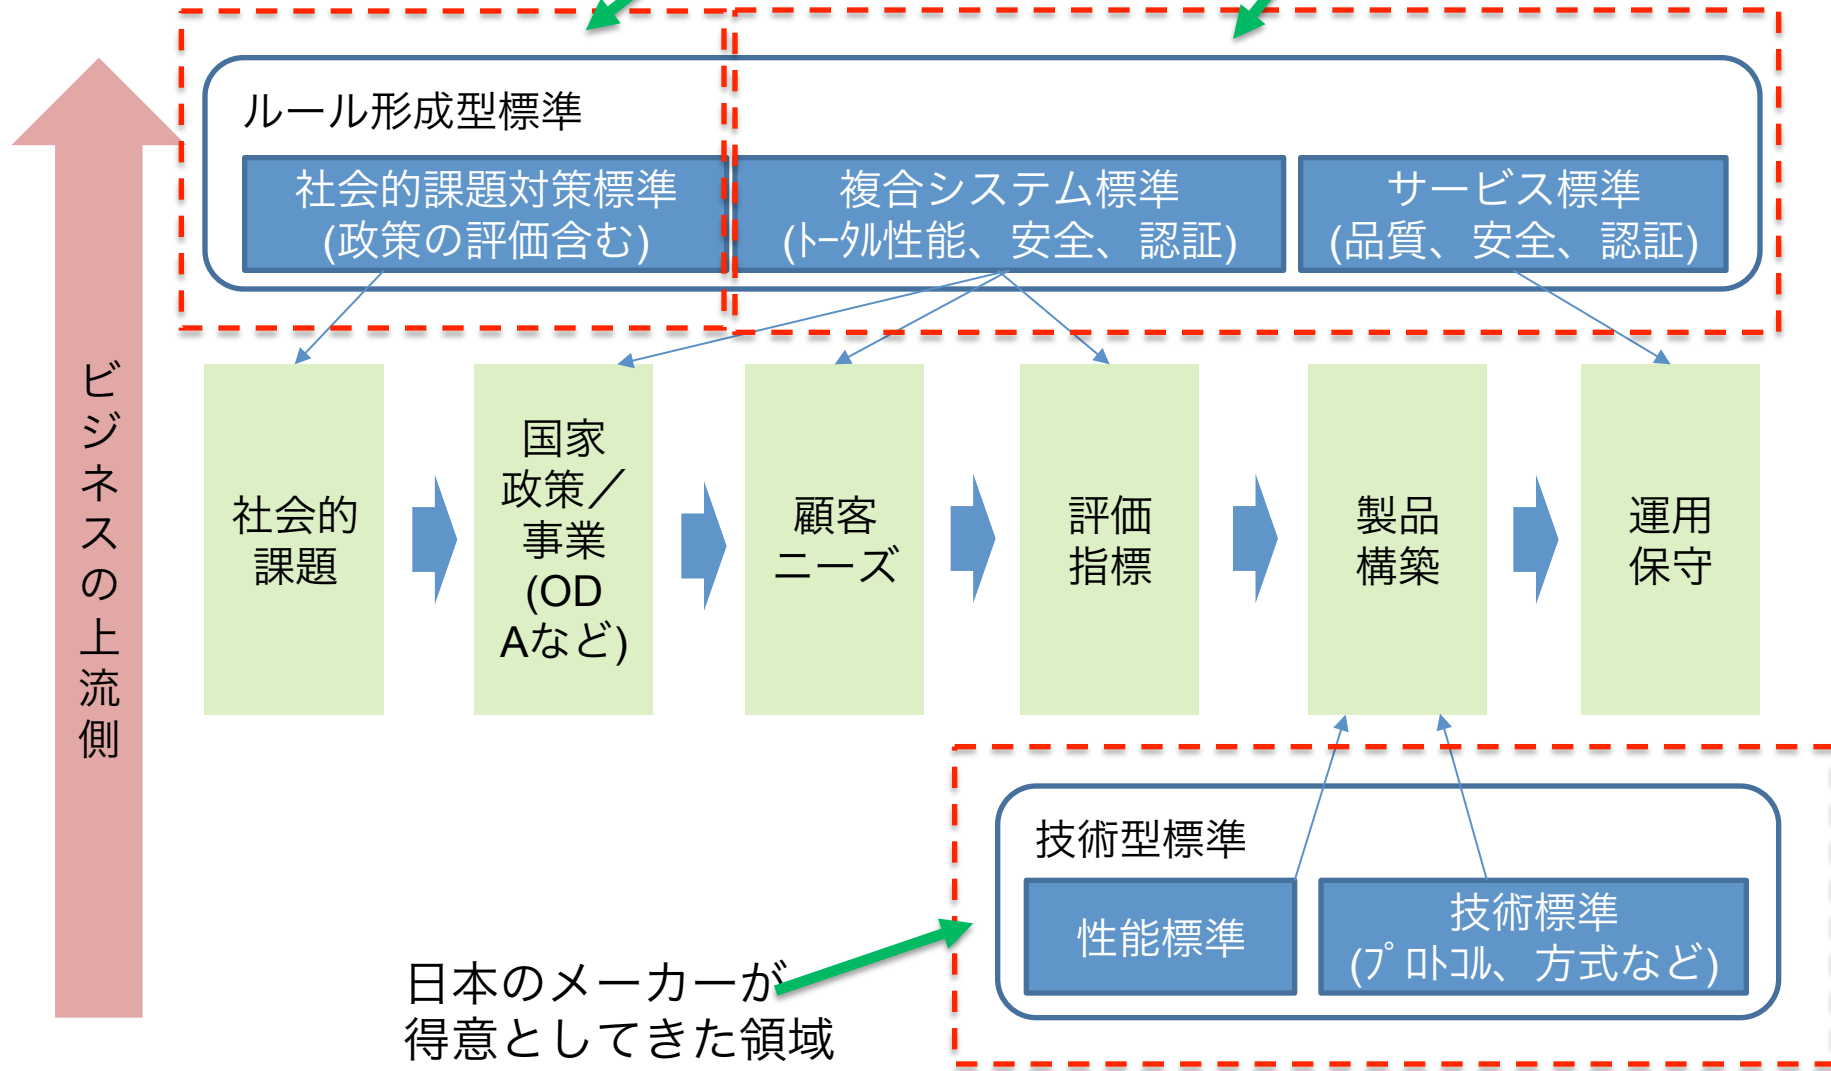 ルール形成型標準
社会的課題対策標準
(政策の評価含む)
複合システム標準
(ﾄｰﾀﾙ性能、安全、認証)
サービス標準
(品質、安全、認証)
ビジネスの上流側
社会的
課題
国家
政策／
事業
(OD
Aなど)
顧客
ニーズ
評価
指標
製品
構築
運用
保守
技術型標準
性能標準
技術標準
(ﾌﾟﾛﾄｺﾙ、方式など)
日本のメーカーが
得意としてきた領域